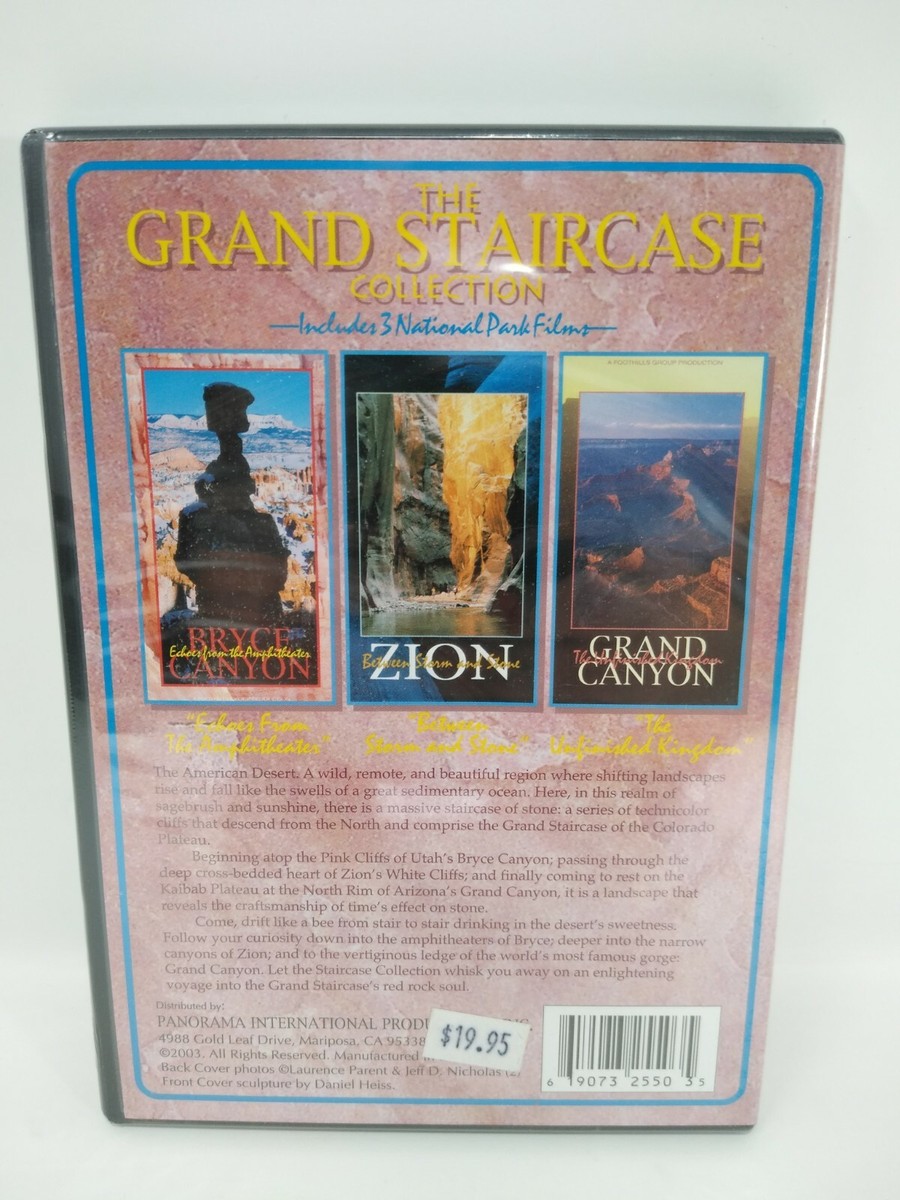 THE
GRAND STAIRCASE
COLLECTION
—Includes 3 National Park Films—
BRYCE
Echoes from the Amphitheater
CANYON
ZION
Between Storm and Stone
A FOOTHILLS GROUP PRODUCTION
GRAND
The Unfinished Kingdom
CANYON
"Echoes From
The Amphitheater"
"Between
Storm and Stone"
"The
Unfinished Kingdom"
The American Desert. A wild, remote, and beautiful region where shifting landscapes
rise and fall like the swells of a great sedimentary ocean. Here, in this realm of
sagebrush and sunshine, there is a massive staircase of stone: a series of technicolor
cliffs that descend from the North and comprise the Grand Staircase of the Colorado
Plateau.
Beginning atop the Pink Cliffs of Utah's Bryce Canyon; passing through the
deep cross-bedded heart of Zion's White Cliffs; and finally coming to rest on the
Kaibab Plateau at the North Rim of Arizona's Grand Canyon, it is a landscape that
reveals the craftsmanship of time's effect on stone.
Come, drift like a bee from stair to stair drinking in the desert's sweetness.
Follow your curiosity down into the amphitheaters of Bryce; deeper into the narrow
canyons of Zion; and to the vertiginous ledge of the world's most famous gorge:
Grand Canyon. Let the Staircase Collection whisk you away on an enlightening
voyage into the Grand Staircase's red rock soul.
Distributed by:
PANORAMA INTERNATIONAL INC.
4988 Gold Leaf Drive, Mariposa, CA 95338
©2003. All Rights Reserved. Manufactured
Back Cover photos ©Laurence Parent & Jeff D. Nicholas (2)
Front Cover sculpture by Daniel Heiss.
$19.95
6 19073 2550 3 5